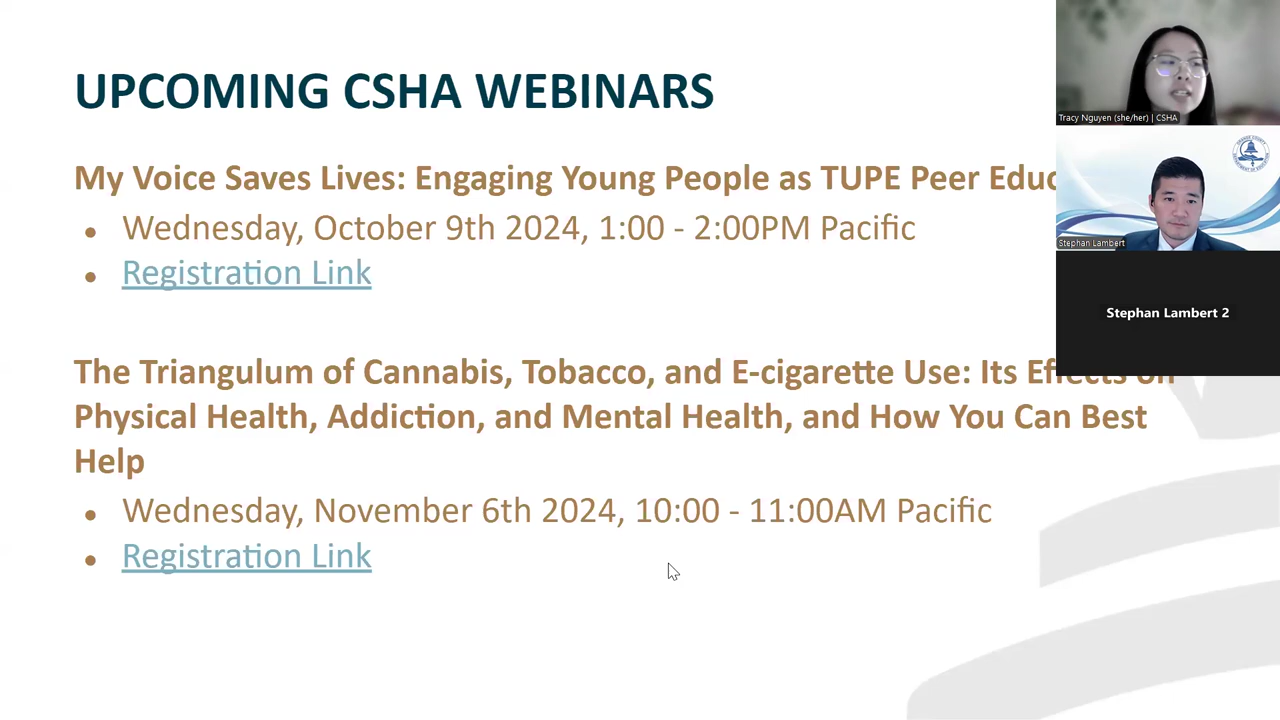 UPCOMING CSHA WEBINARS
My Voice Saves Lives: Engaging Young People as TUPE Peer
Wednesday, October 9th 2024, 1:00 - 2:00PM Pacific
Registration Link
The Triangulum of Cannabis, Tobacco, and E-cigarette Use: Its Effects on
Physical Health, Addiction, and Mental Health, and How You Can Best
Help
Wednesday, November 6th 2024, 10:00 - 11:00AM Pacific
Registration Link
Tracy Nguyen (she/her) | CSHA
Stephan Lambert
Stephan Lambert 2